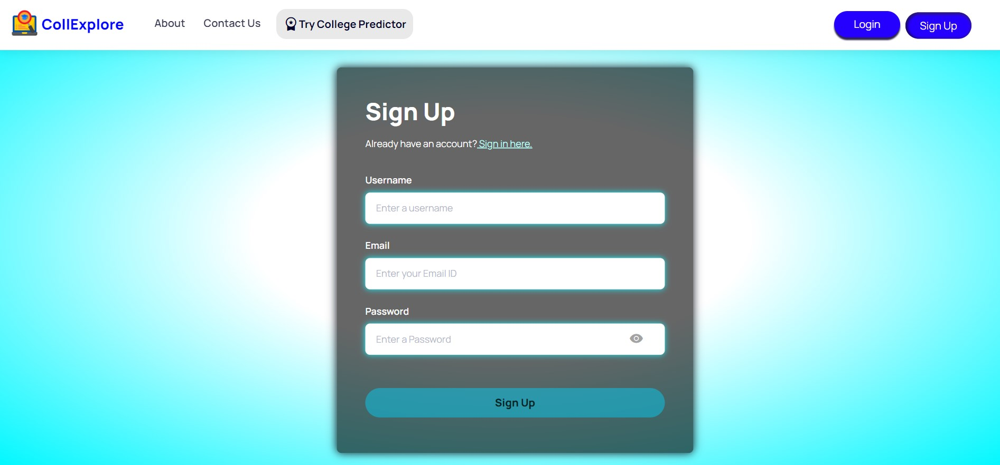 CollExplore
About
Contact Us
Try College Predictor
Login
Sign Up
Sign Up
Already have an account? Sign in here.
Username
Enter a username
Email
Enter your Email ID
Password
Enter a Password
Sign Up